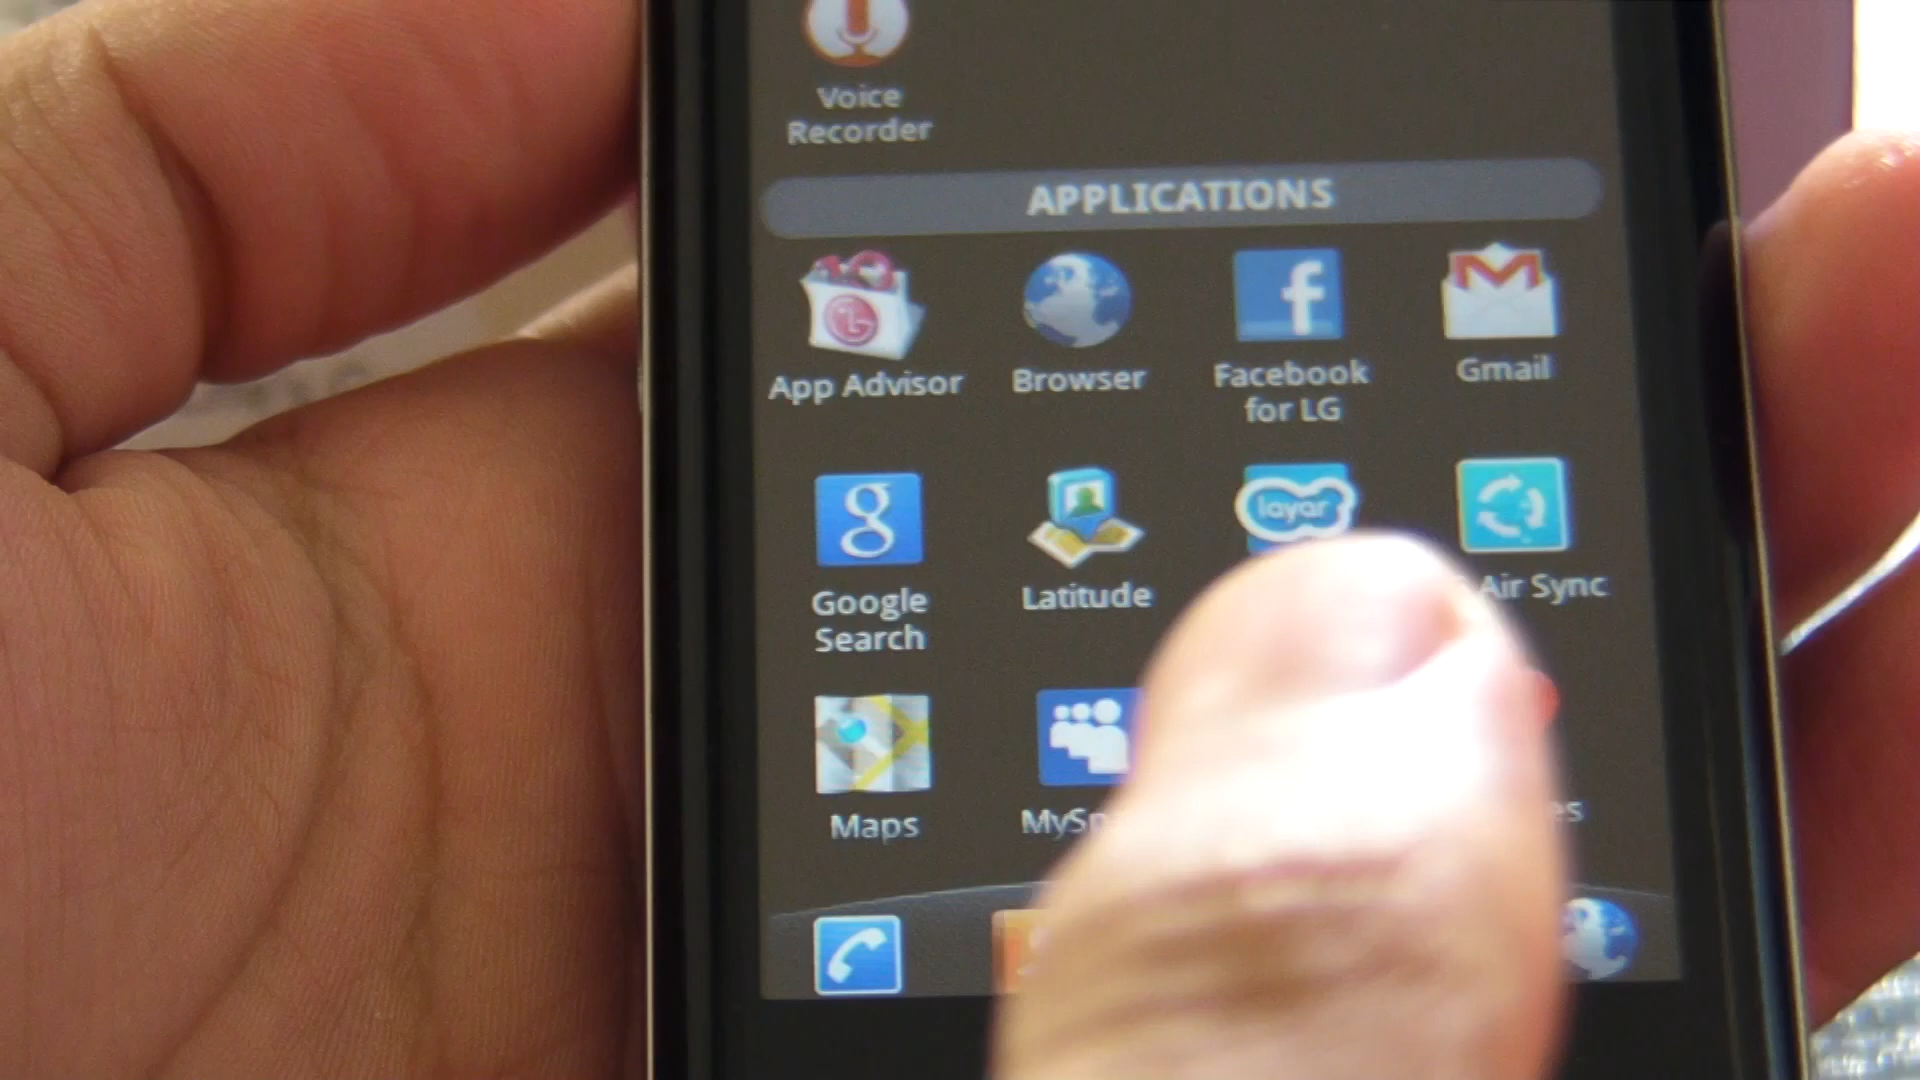 Voice
Recorder
APPLICATIONS
App Advisor
Browser
Facebook
for LG
Gmail
g
layar
Google
Search
Latitude
Air Sync
Maps